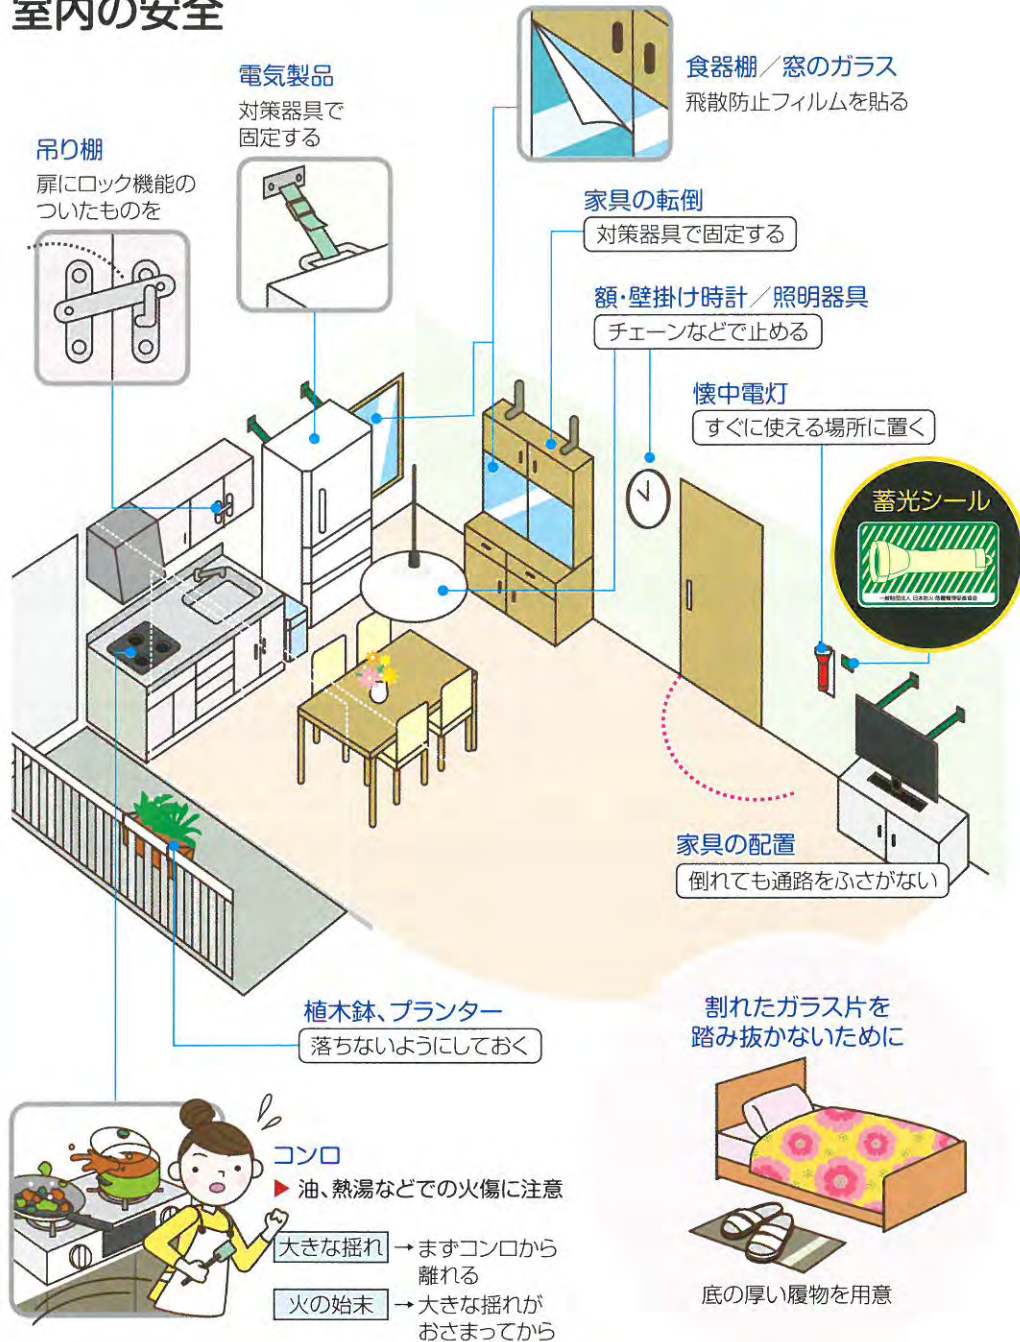 室内の安全
食器棚／窓のガラス
飛散防止フィルムを貼る
電気製品
対策器具で
固定する
吊り棚
扉にロック機能の
ついたものを
家具の転倒
対策器具で固定する
額・壁掛け時計／照明器具
チェーンなどで止める
懐中電灯
すぐに使える場所に置く
蓄光シール
家具の配置
倒れても通路をふさがない
植木鉢、プランター
落ちないようにしておく
割れたガラス片を
踏み抜かないために
底の厚い履物を用意
コンロ
▶ 油、熱湯などでの火傷に注意
大きな揺れ → まずコンロから
離れる
火の始末 → 大きな揺れが
おさまってから